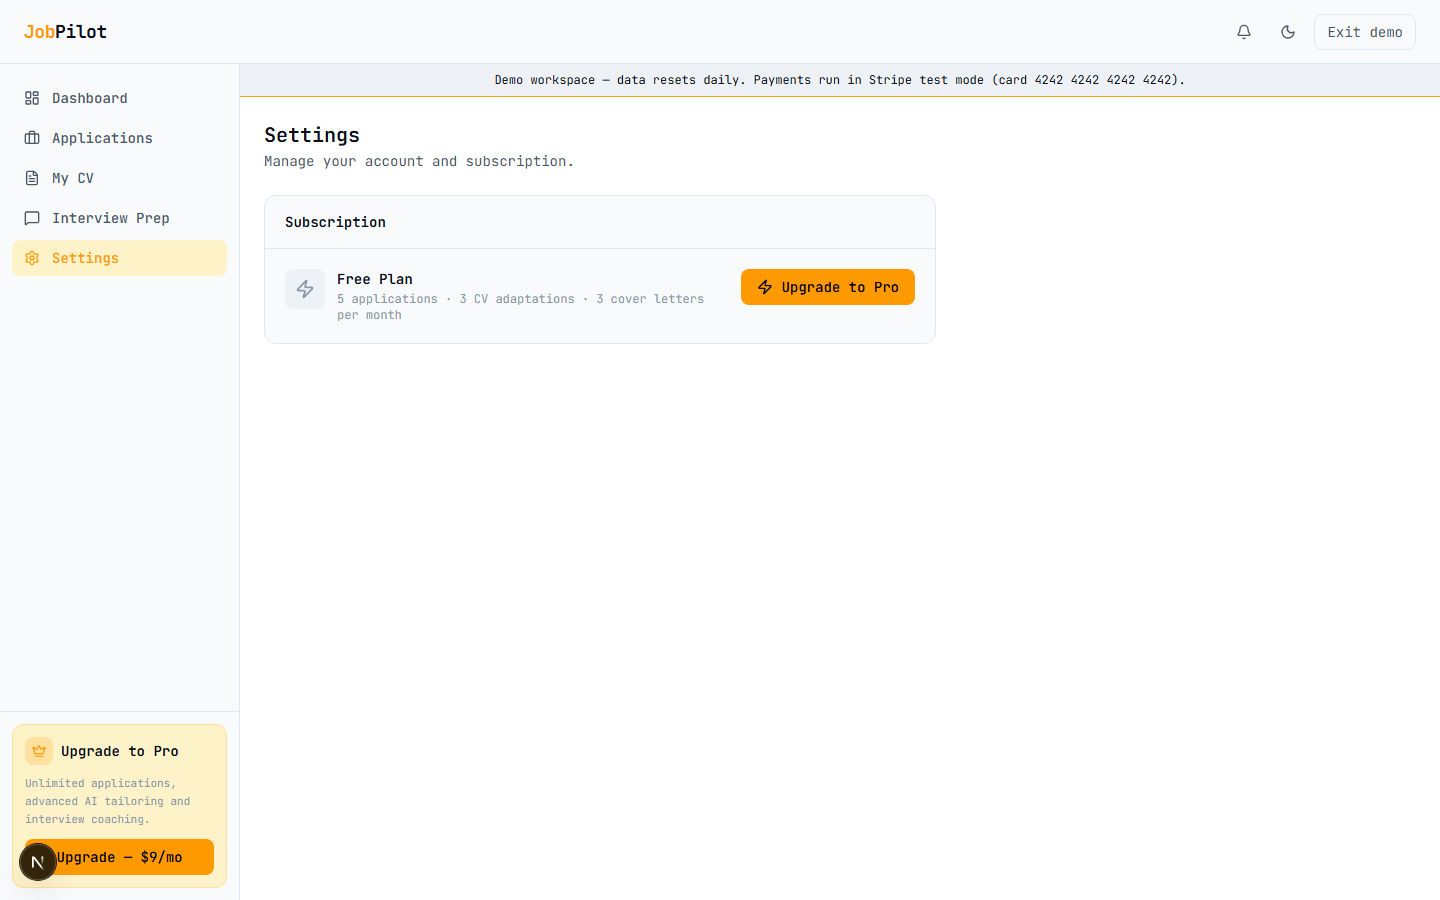 JobPilot
Exit demo
Dashboard
Applications
My CV
Interview Prep
Settings
Demo workspace — data resets daily. Payments run in Stripe test mode (card 4242 4242 4242 4242).
Settings
Manage your account and subscription.
Subscription
Free Plan
5 applications · 3 CV adaptations · 3 cover letters
per month
Upgrade to Pro
Upgrade to Pro
Unlimited applications,
advanced AI tailoring and
interview coaching.
Upgrade — $9/mo
N